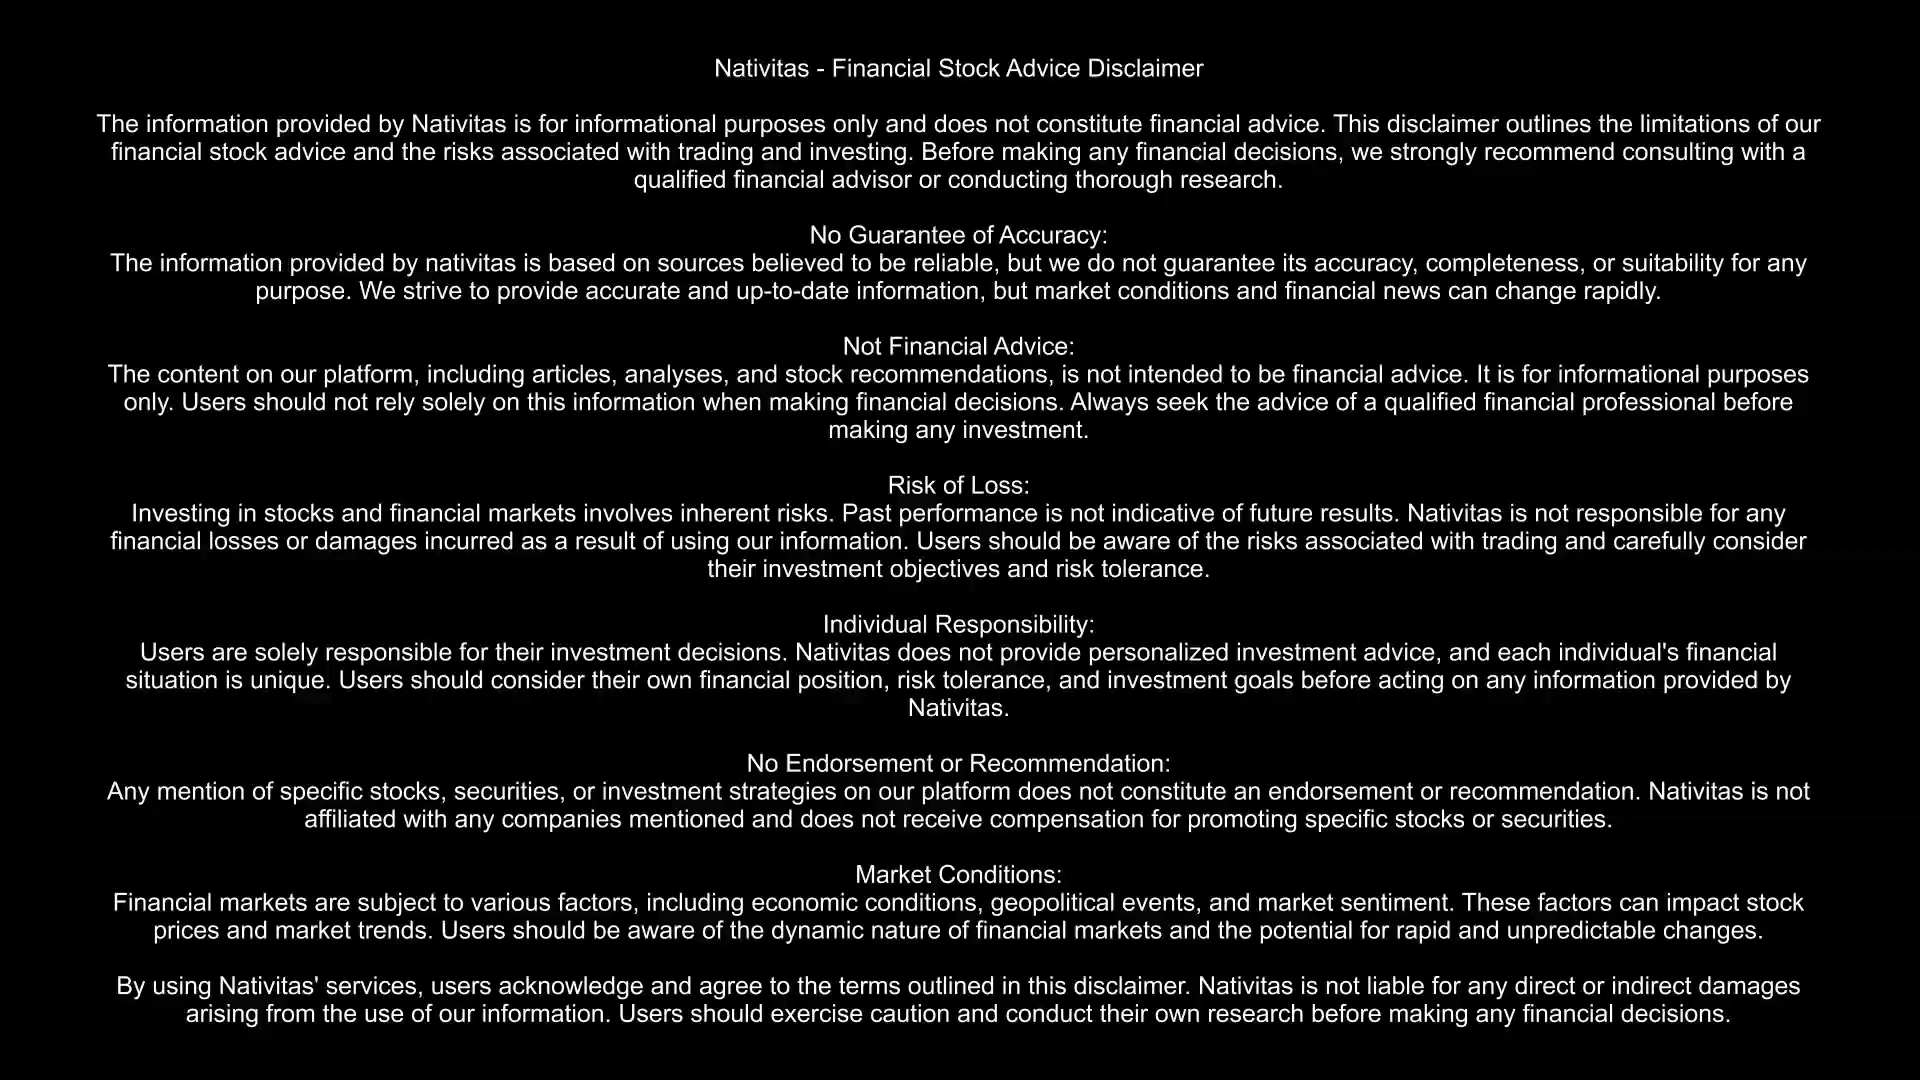 Nativitas - Financial Stock Advice Disclaimer
The information provided by Nativitas is for informational purposes only and does not constitute financial advice. This disclaimer outlines the limitations of our
financial stock advice and the risks associated with trading and investing. Before making any financial decisions, we strongly recommend consulting with a
qualified financial advisor or conducting thorough research.
No Guarantee of Accuracy:
The information provided by nativitas is based on sources believed to be reliable, but we do not guarantee its accuracy, completeness, or suitability for any
purpose. We strive to provide accurate and up-to-date information, but market conditions and financial news can change rapidly.
Not Financial Advice:
The content on our platform, including articles, analyses, and stock recommendations, is not intended to be financial advice. It is for informational purposes
only. Users should not rely solely on this information when making financial decisions. Always seek the advice of a qualified financial professional before
making any investment.
Risk of Loss:
Investing in stocks and financial markets involves inherent risks. Past performance is not indicative of future results. Nativitas is not responsible for any
financial losses or damages incurred as a result of using our information. Users should be aware of the risks associated with trading and carefully consider
their investment objectives and risk tolerance.
Individual Responsibility:
Users are solely responsible for their investment decisions. Nativitas does not provide personalized investment advice, and each individual's financial
situation is unique. Users should consider their own financial position, risk tolerance, and investment goals before acting on any information provided by
Nativitas.
No Endorsement or Recommendation:
Any mention of specific stocks, securities, or investment strategies on our platform does not constitute an endorsement or recommendation. Nativitas is not
affiliated with any companies mentioned and does not receive compensation for promoting specific stocks or securities.
Market Conditions:
Financial markets are subject to various factors, including economic conditions, geopolitical events, and market sentiment. These factors can impact stock
prices and market trends. Users should be aware of the dynamic nature of financial markets and the potential for rapid and unpredictable changes.
By using Nativitas' services, users acknowledge and agree to the terms outlined in this disclaimer. Nativitas is not liable for any direct or indirect damages
arising from the use of our information. Users should exercise caution and conduct their own research before making any financial decisions.